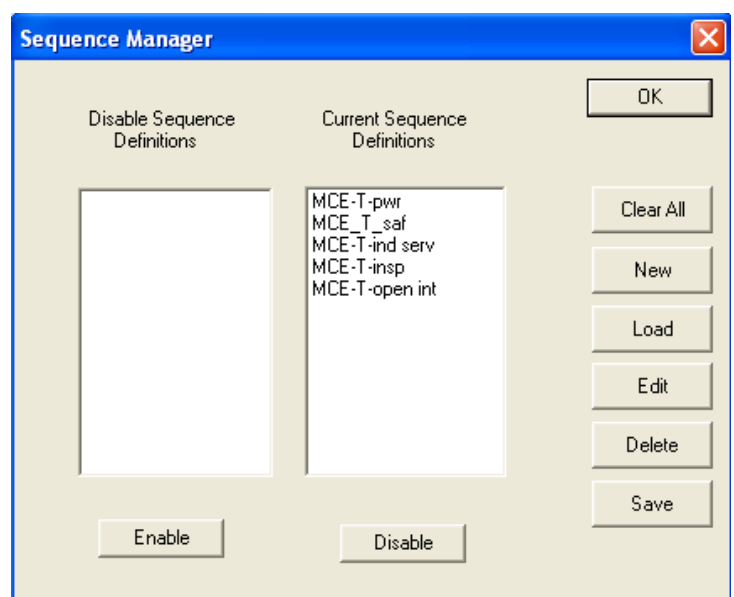 Sequence Manager
OK
Disable Sequence
Definitions
Current Sequence
Definitions
MCE-T-pwr
MCE_T_saf
MCE-T-ind serv
MCE-T-insp
MCE-T-open int
Clear All
New
Load
Edit
Delete
Save
Enable
Disable